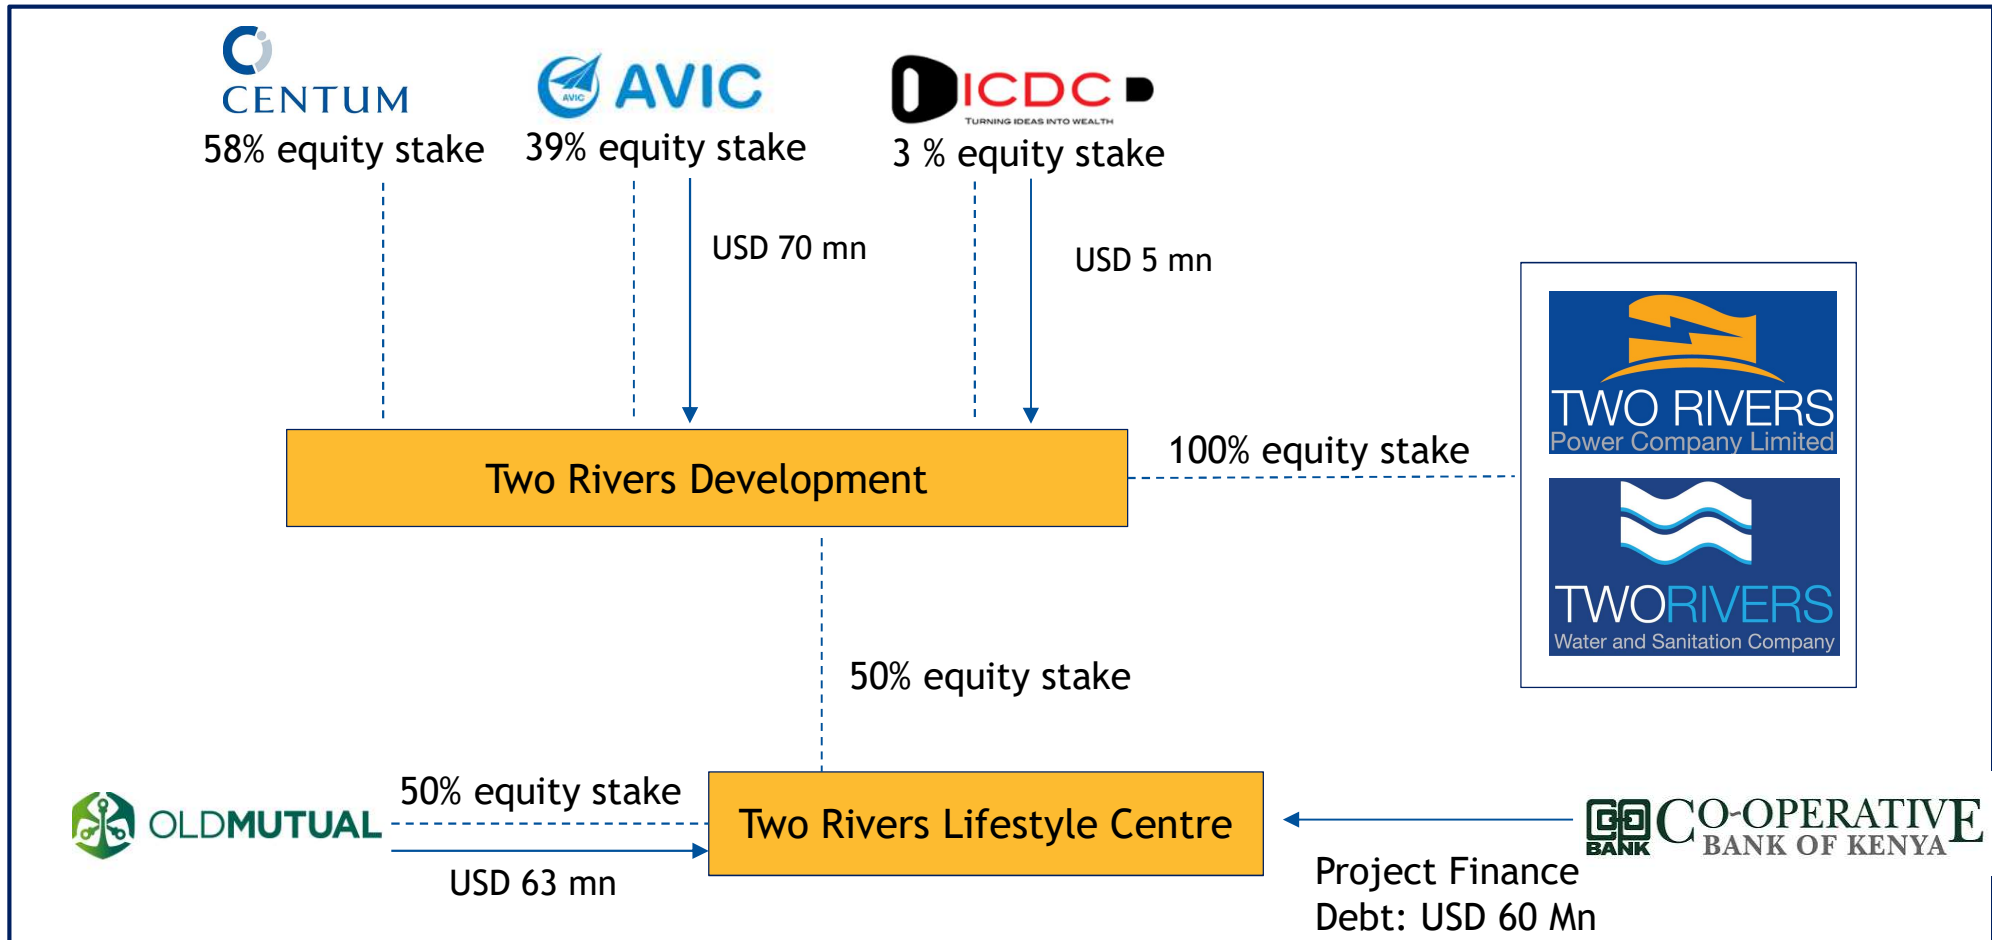 CENTUM
58% equity stake
AVIC
AVIC
39% equity stake
ICDC
TURNING IDEAS INTO WEALTH
3 % equity stake
USD 70 mn
USD 5 mn
Two Rivers Development
100% equity stake
TWO RIVERS
Power Company Limited
TWORIVERS
Water and Sanitation Company
50% equity stake
OLDMUTUAL
50% equity stake
USD 63 mn
Two Rivers Lifestyle Centre
CO-OP
BANK
CO-OPERATIVE
BANK OF KENYA
Project Finance
Debt: USD 60 Mn